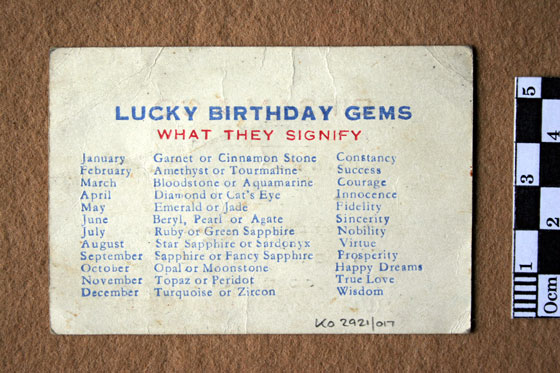 LUCKY BIRTHDAY GEMS
WHAT THEY SIGNIFY
January Garnet or Cinnamon Stone Constancy
February Amethyst or Tourmaline Success
March Bloodstone or Aquamarine Courage
April Diamond or Cat's Eye Innocence
May Emerald or Jade Fidelity
June Beryl, Pearl or Agate Sincerity
July Ruby or Green Sapphire Nobility
August Star Sapphire or Sardonyx Virtue
September Sapphire or Fancy Sapphire Prosperity
October Opal or Moonstone Happy Dreams
November Topaz or Peridot True Love
December Turquoise or Zircon Wisdom
KO 2921/017
5
4
3
2
1
0cm